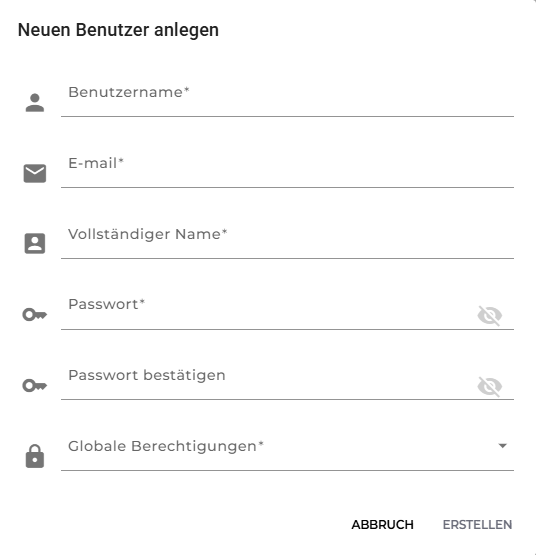 Neuen Benutzer anlegen
Benutzername*
E-mail*
Vollständiger Name*
Passwort*
Passwort bestätigen
Globale Berechtigungen*
ABBRUCH ERSTELLEN